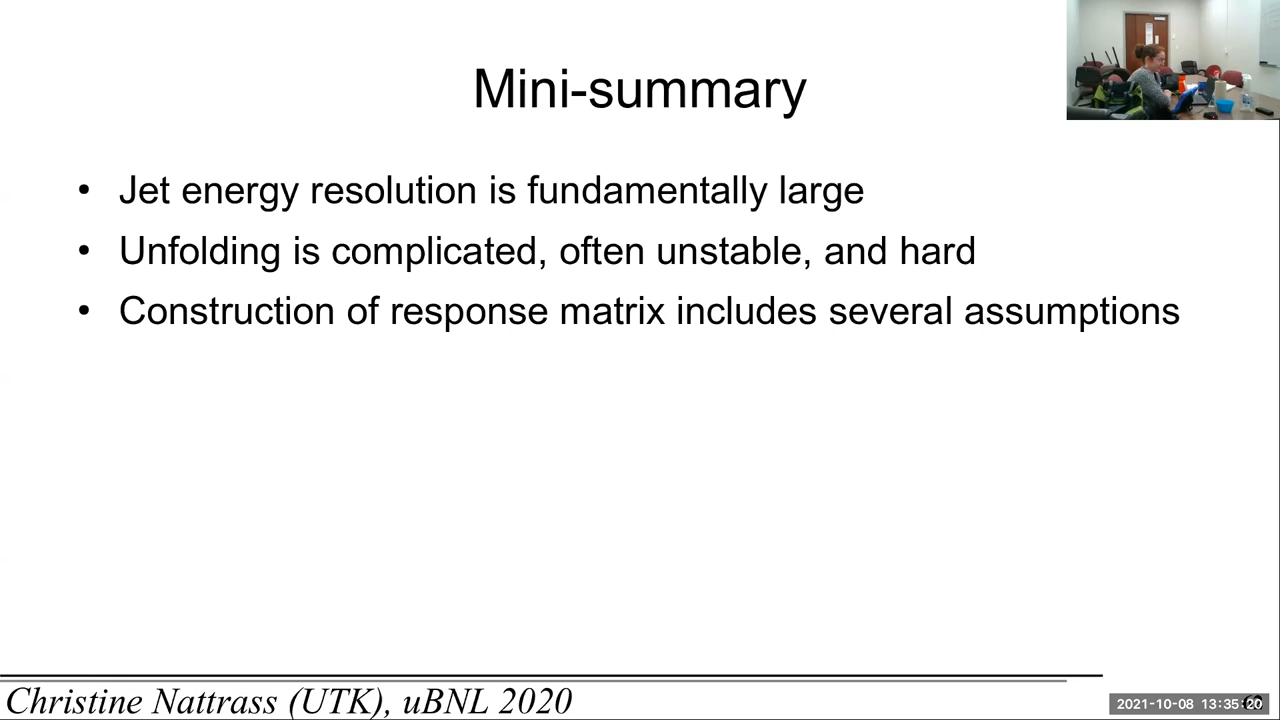 Mini-summary
• Jet energy resolution is fundamentally large
• Unfolding is complicated, often unstable, and hard
• Construction of response matrix includes several assumptions
Christine Nattrass (UTK), uBNL 2020
2021-10-08 13:35:20